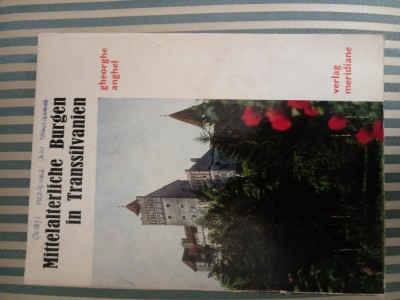 Mittelalterliche Burgen
in Transsilvanien
gheorghe
anghel
verlag
meridiane